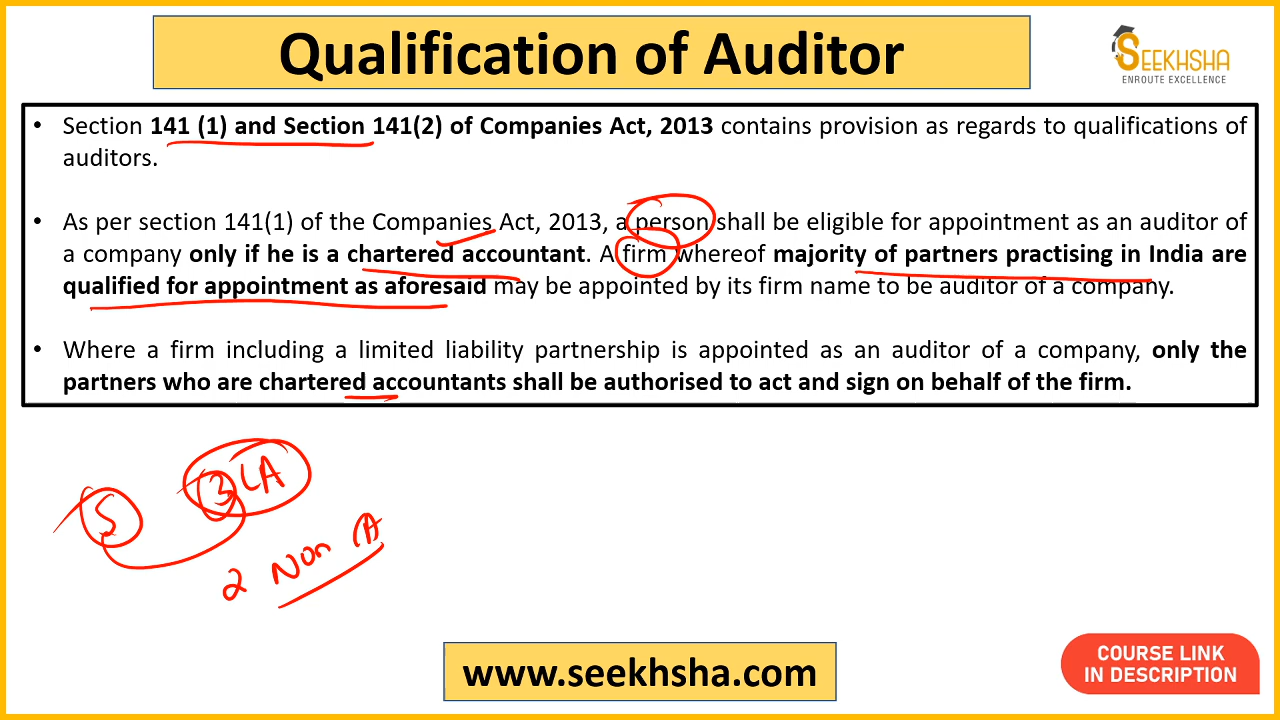 Qualification of Auditor
SEEKHSHA
ENROUTE EXCELLENCE
• Section 141 (1) and Section 141(2) of Companies Act, 2013 contains provision as regards to qualifications of
auditors.
• As per section 141(1) of the Companies Act, 2013, a person shall be eligible for appointment as an auditor of
a company only if he is a chartered accountant. A firm whereof majority of partners practising in India are
qualified for appointment as aforesaid may be appointed by its firm name to be auditor of a company.
• Where a firm including a limited liability partnership is appointed as an auditor of a company, only the
partners who are chartered accountants shall be authorised to act and sign on behalf of the firm.
5 3 CA
2 Non
www.seekhsha.com
COURSE LINK
IN DESCRIPTION